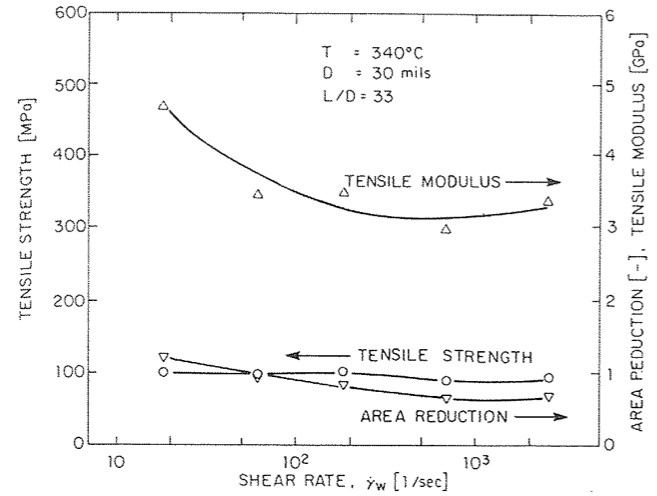 600
500
400
300
200
100
0
TENSILE STRENGTH [MPa]
T = 340°C
D = 30 mils
L/D = 33
TENSILE MODULUS
TENSILE STRENGTH
AREA REDUCTION
6
5
4
3
2
1
0
AREA REDUCTION [-], TENSILE MODULUS [GPa]
10
10²
10³
SHEAR RATE, γ̇w [1/sec]